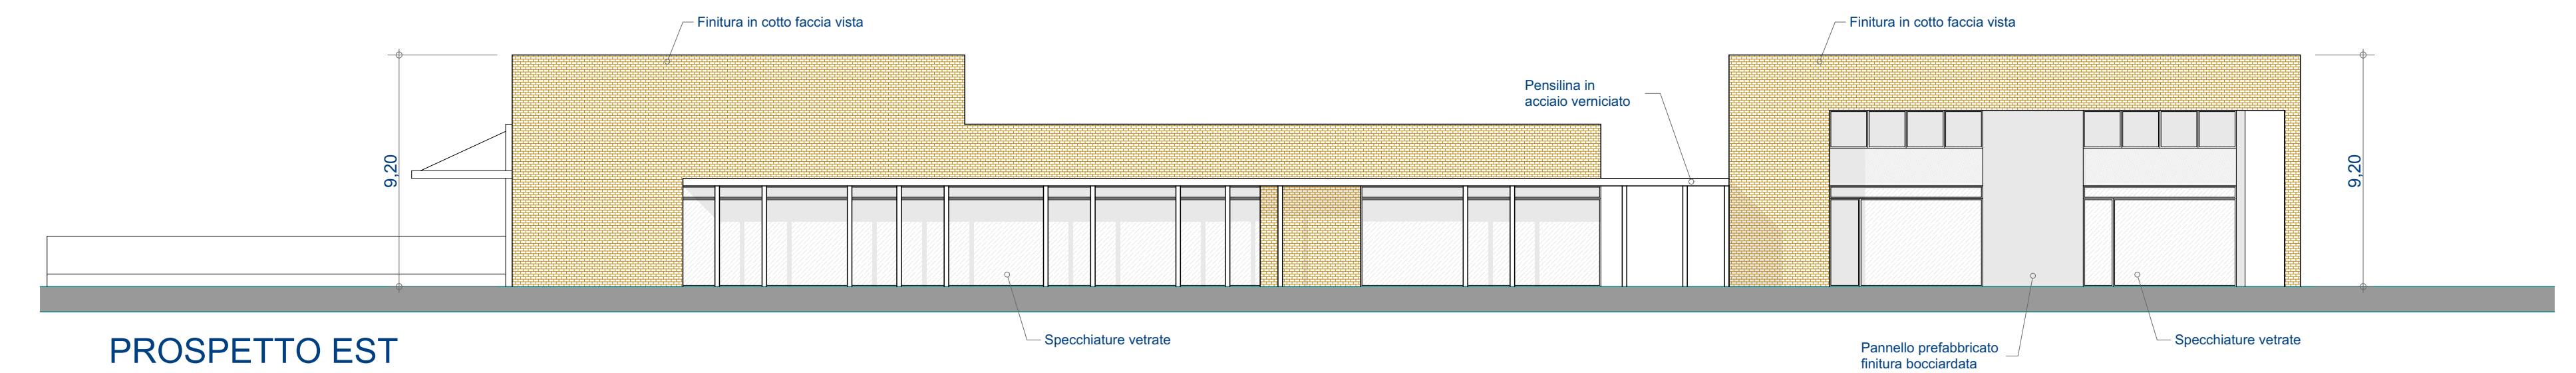 Finitura in cotto faccia vista
Finitura in cotto faccia vista
Pensilina in
acciaio verniciato
9,20
9,20
Specchiature vetrate
Pannello prefabbricato
finitura bocciardata
Specchiature vetrate
PROSPETTO EST